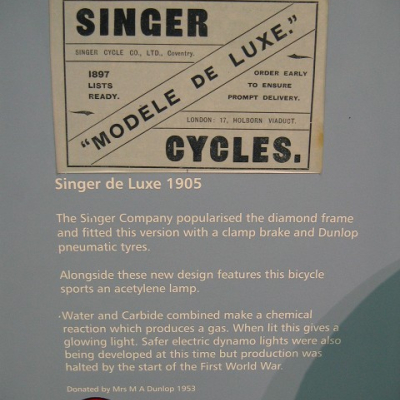 SINGER
SINGER CYCLE CO., LTD., Coventry.
1897
LISTS
READY.
"MODELE DE LUXE."
ORDER EARLY
TO ENSURE
PROMPT DELIVERY.
LONDON: 17, HOLBORN VIADUCT.
CYCLES.
Singer de Luxe 1905
The Singer Company popularised the diamond frame
and fitted this version with a clamp brake and Dunlop
pneumatic tyres.
Alongside these new design features this bicycle
sports an acetylene lamp.
Water and Carbide combined make a chemical
reaction which produces a gas. When lit this gives a
glowing light. Safer electric dynamo lights were also
being developed at this time but production was
halted by the start of the First World War.
Donated by Mrs M A Dunlop 1953